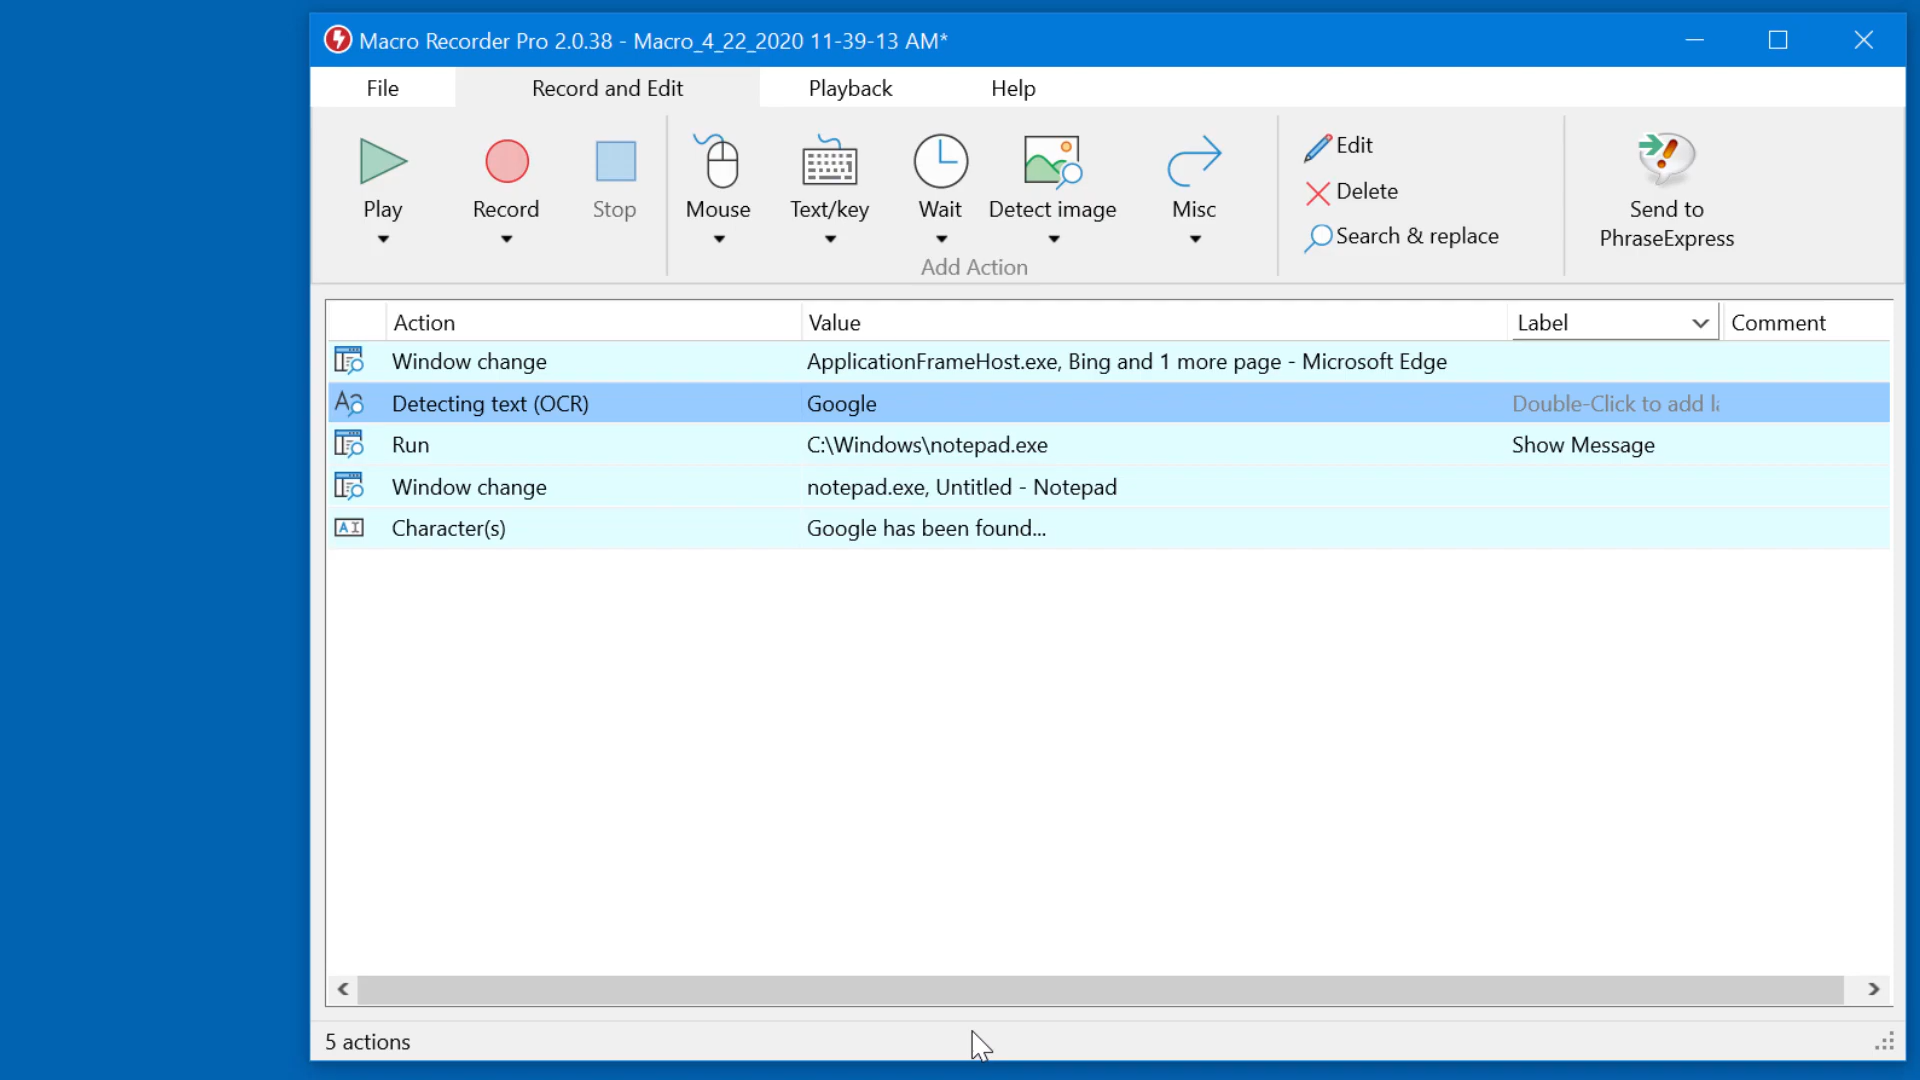 Macro Recorder Pro 2.0.38 - Macro_4_22_2020 11-39-13 AM*
File Record and Edit Playback Help
Play Record Stop Mouse Text/key Wait Detect image Misc
Add Action
Edit
Delete
Search & replace
Send to
PhraseExpress
Action Value Label Comment
Window change ApplicationFrameHost.exe, Bing and 1 more page - Microsoft Edge
Detecting text (OCR) Google Double-Click to add
Run C:\Windows\notepad.exe Show Message
Window change notepad.exe, Untitled - Notepad
Character(s) Google has been found...
5 actions